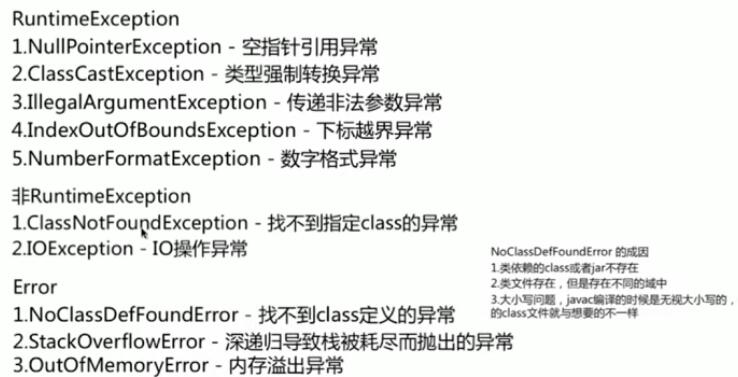 RuntimeException
1.NullPointerException - 空指针引用异常
2.ClassCastException - 类型强制转换异常
3.IllegalArgumentException - 传递非法参数异常
4.IndexOutOfBoundsException - 下标越界异常
5.NumberFormatException - 数字格式异常
非RuntimeException
1.ClassNotFoundException - 找不到指定class的异常
2.IOException - IO操作异常
Error
1.NoClassDefFoundError - 找不到class定义的异常
2.StackOverflowError - 深递归导致栈被耗尽而抛出的异常
3.OutOfMemoryError - 内存溢出异常
NoClassDefFoundError 的成因
1.类依赖的class或者jar不存在
2.类文件存在，但是存在不同的域中
3.大小写问题，javac编译的时候是无视大小写的，
的class文件就与想要的不一样